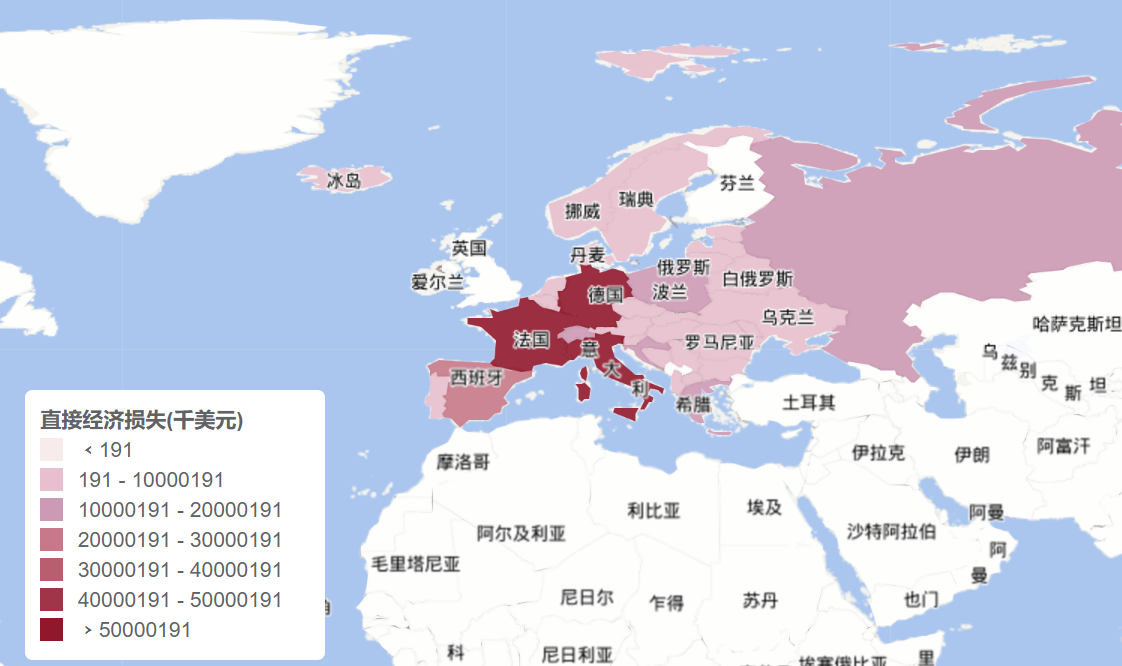 冰岛
挪威
瑞典
芬兰
英国
爱尔兰
丹麦
俄罗斯
白俄罗斯
德国
波兰
乌克兰
法国
意大利
罗马尼亚
西班牙
希腊
土耳其
哈萨克斯坦
乌兹别克斯坦
伊拉克
伊朗
阿富汗
摩洛哥
阿尔及利亚
利比亚
埃及
沙特阿拉伯
阿曼
阿曼
毛里塔尼亚
尼日尔
乍得
苏丹
也门
科
尼日利亚
埃塞俄比亚
里
直接经济损失(千美元)
< 191
191 - 10000191
10000191 - 20000191
20000191 - 30000191
30000191 - 40000191
40000191 - 50000191
> 50000191